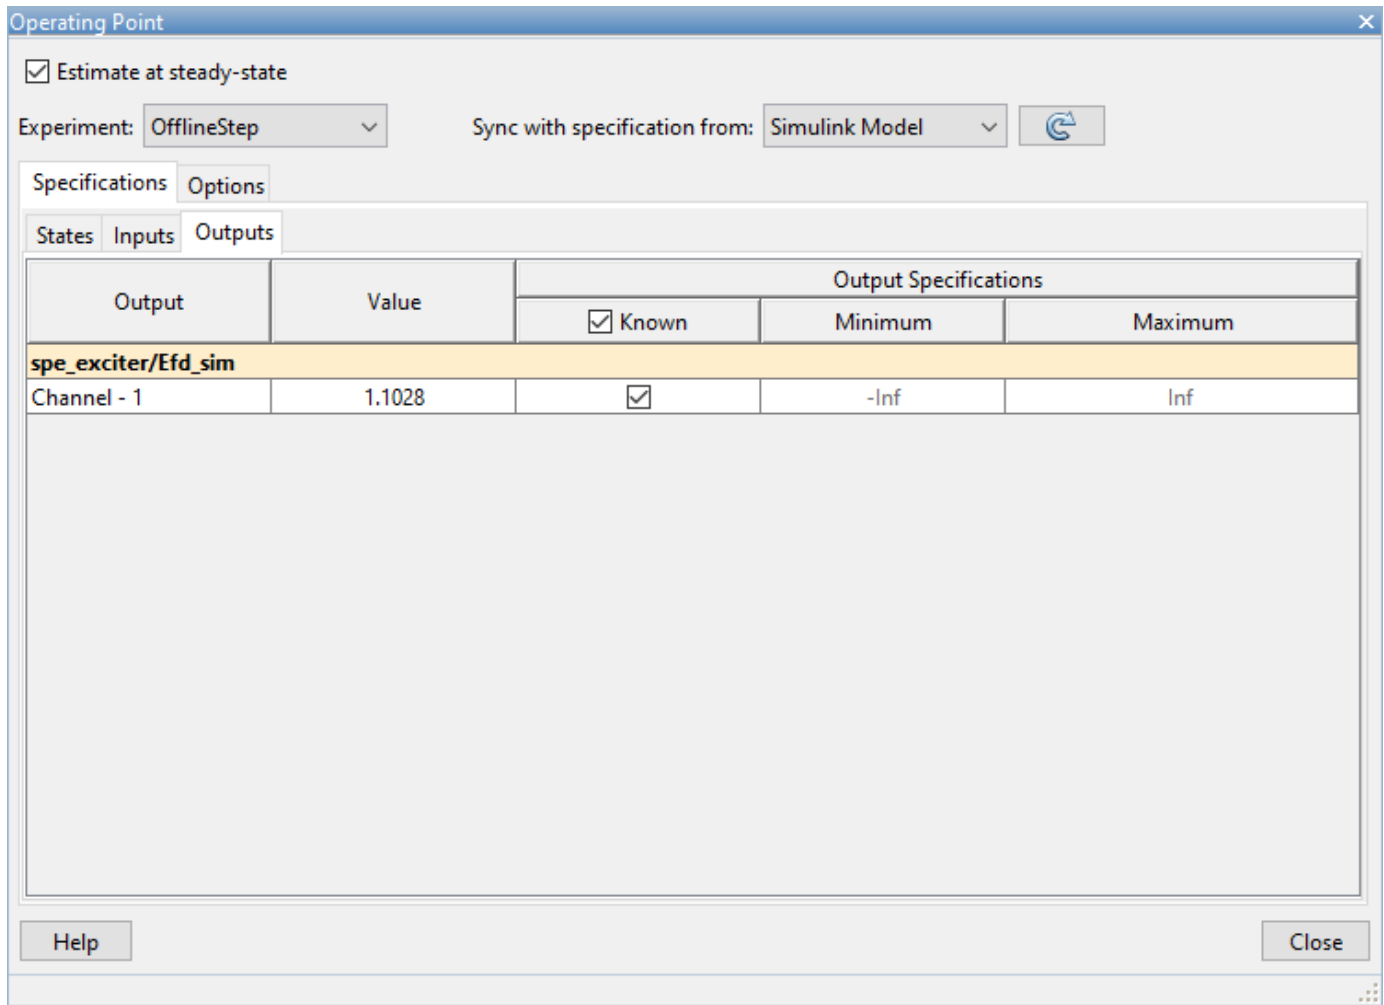 Operating Point
Estimate at steady-state
Experiment: OfflineStep Sync with specification from: Simulink Model
Specifications Options
States Inputs Outputs
Output Value Output Specifications
Known Minimum Maximum
spe_exciter/Efd_sim
Channel - 1 1.1028 -Inf Inf
Help Close